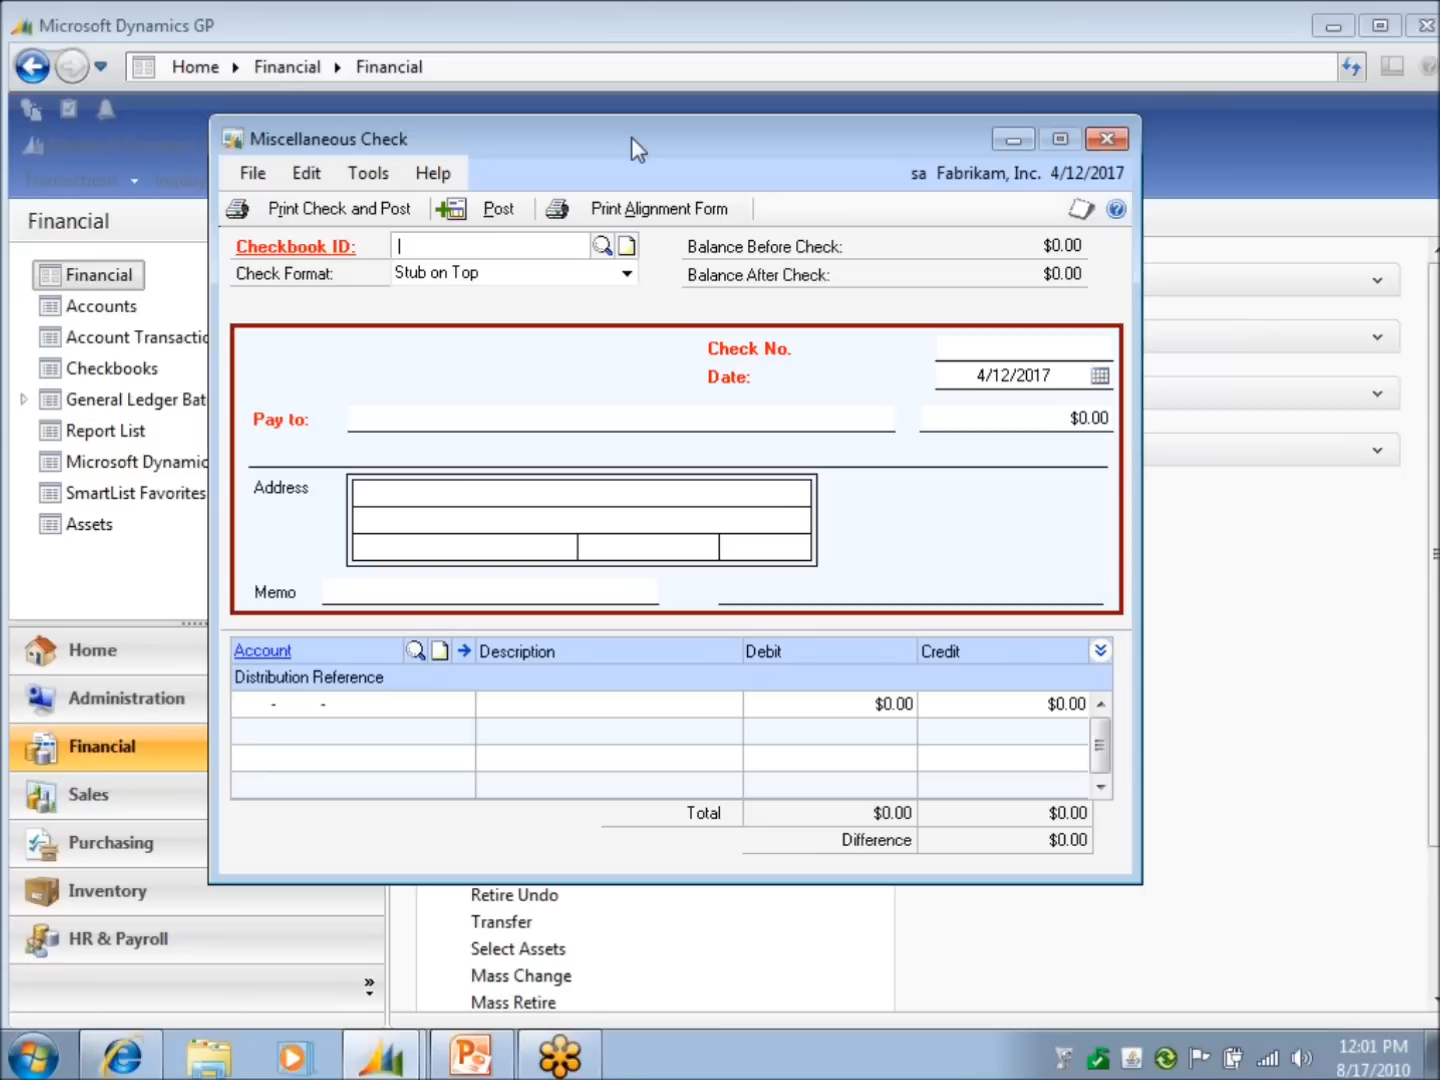 Microsoft Dynamics GP
Home Financial Financial
Miscellaneous Check
File Edit Tools Help
sa Fabrikam, Inc. 4/12/2017
Print Check and Post Post Print Alignment Form
Checkbook ID: Balance Before Check: $0.00
Check Format: Stub on Top Balance After Check: $0.00
Check No.
Date: 4/12/2017
Pay to: $0.00
Address
Memo
Account Description Debit Credit
Distribution Reference
- - $0.00 $0.00
Total $0.00 $0.00
Difference $0.00
Financial
Financial
Accounts
Account Transactio
Checkbooks
General Ledger Bat
Report List
Microsoft Dynamic
SmartList Favorites
Assets
Home
Administration
Financial
Sales
Purchasing
Inventory
HR & Payroll
Retire Undo
Transfer
Select Assets
Mass Change
Mass Retire
12:01 PM
8/17/2010